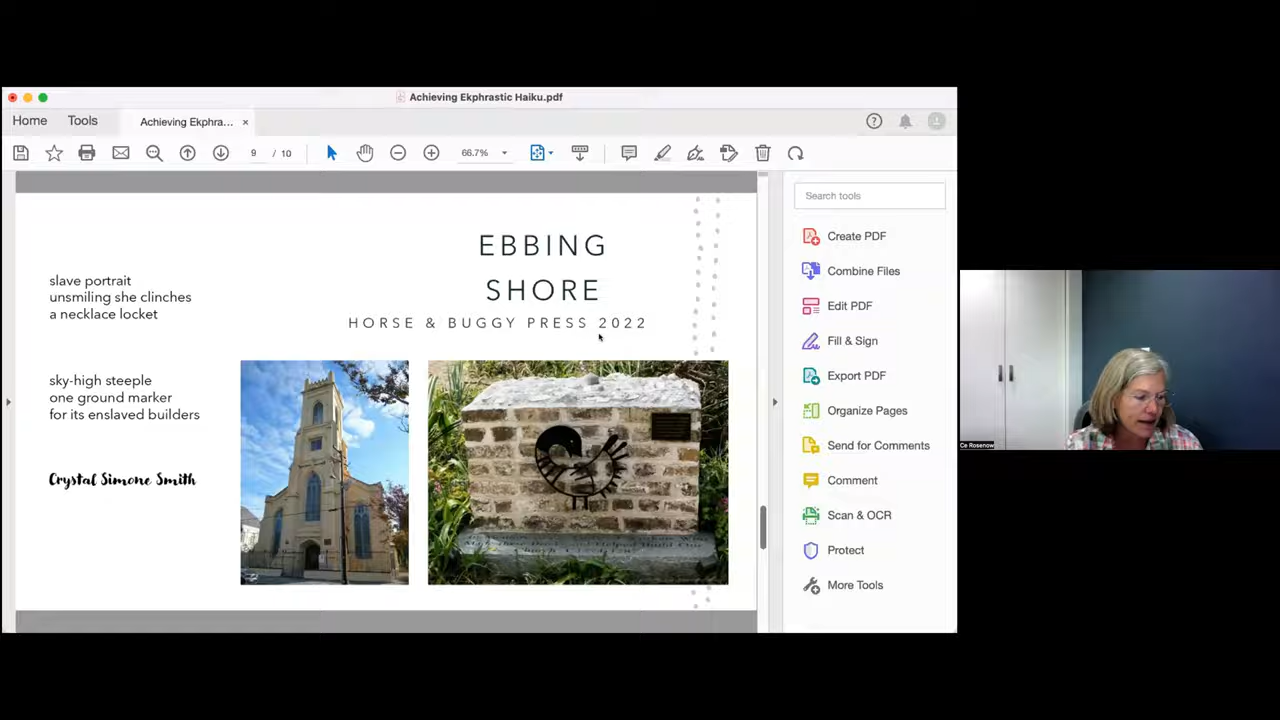 Achieving Ekphrastic Haiku.pdf
Home
Tools
Achieving Ekphra...
9 / 10
66.7%
Search tools
Create PDF
Combine Files
Edit PDF
Fill & Sign
Export PDF
Organize Pages
Send for Comments
Comment
Scan & OCR
Protect
More Tools
EBBING
SHORE
HORSE & BUGGY PRESS 2022
slave portrait
unsmiling she clinches
a necklace locket
sky-high steeple
one ground marker
for its enslaved builders
Crystal Simone Smith
Ce Rosenow